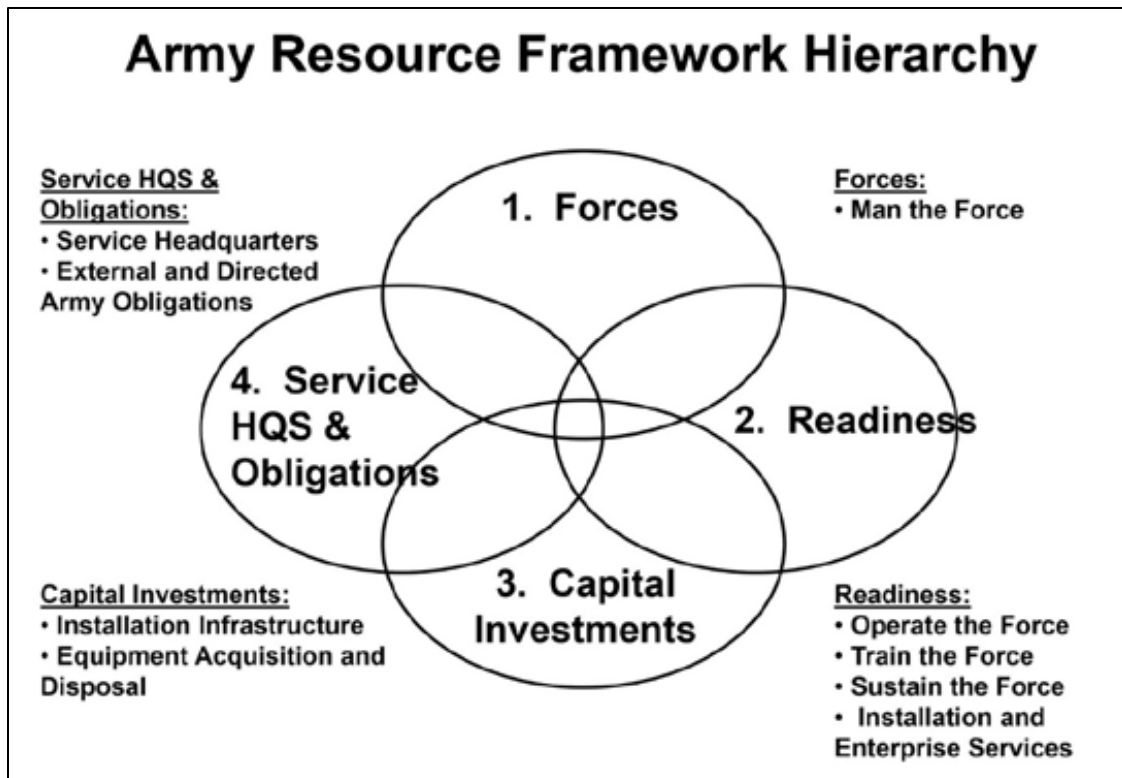 Army Resource Framework Hierarchy
Service HQS &
Obligations:
• Service Headquarters
• External and Directed
Army Obligations
1. Forces
Forces:
• Man the Force
4. Service
HQS &
Obligations
2. Readiness
3. Capital
Investments
Capital Investments:
• Installation Infrastructure
• Equipment Acquisition and
Disposal
Readiness:
• Operate the Force
• Train the Force
• Sustain the Force
• Installation and
Enterprise Services